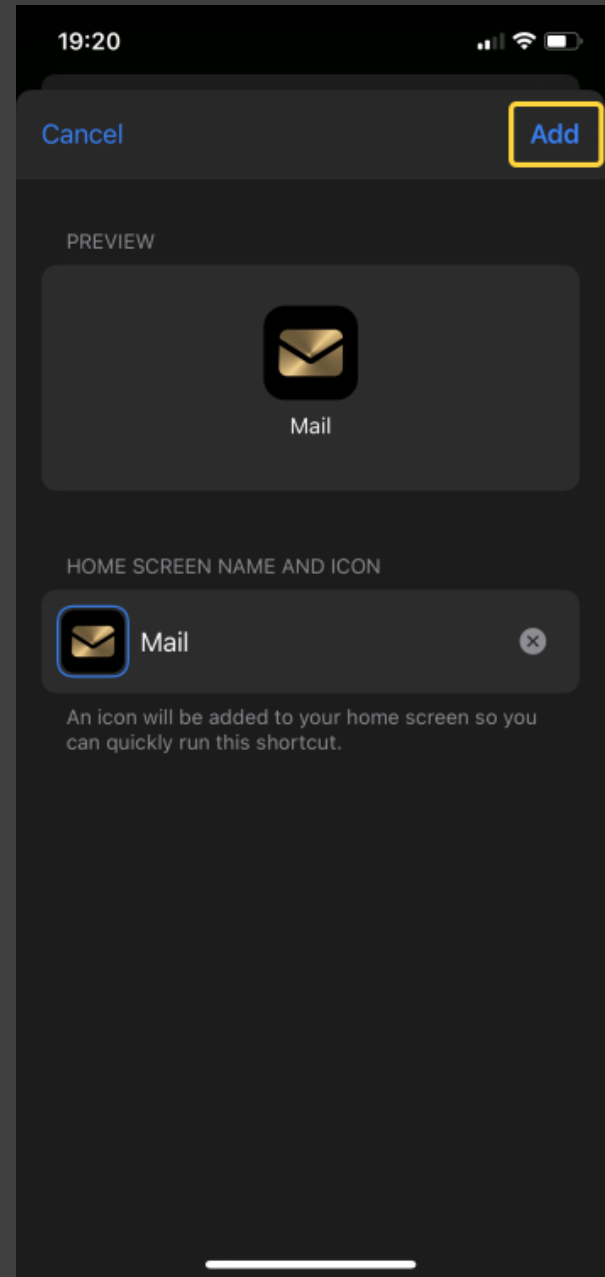 19:20
Cancel
Add
PREVIEW
Mail
HOME SCREEN NAME AND ICON
Mail
An icon will be added to your home screen so you
can quickly run this shortcut.